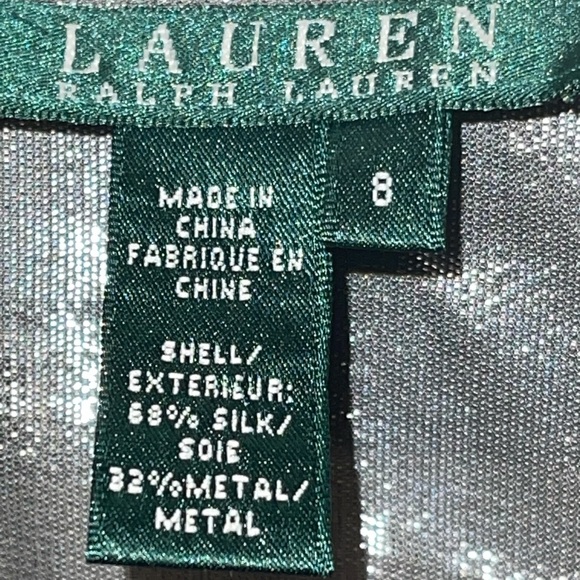 LAUREN
RALPH LAUREN
8
MADE IN
CHINA
FABRIQUE EN
CHINE
SHELL/
EXTERIEUR:
68% SILK/
SOIE
32% METAL/
METAL